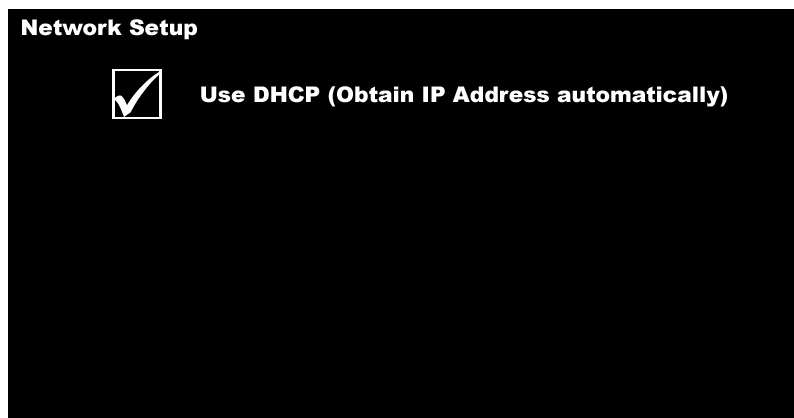 Network Setup
Use DHCP (Obtain IP Address automatically)